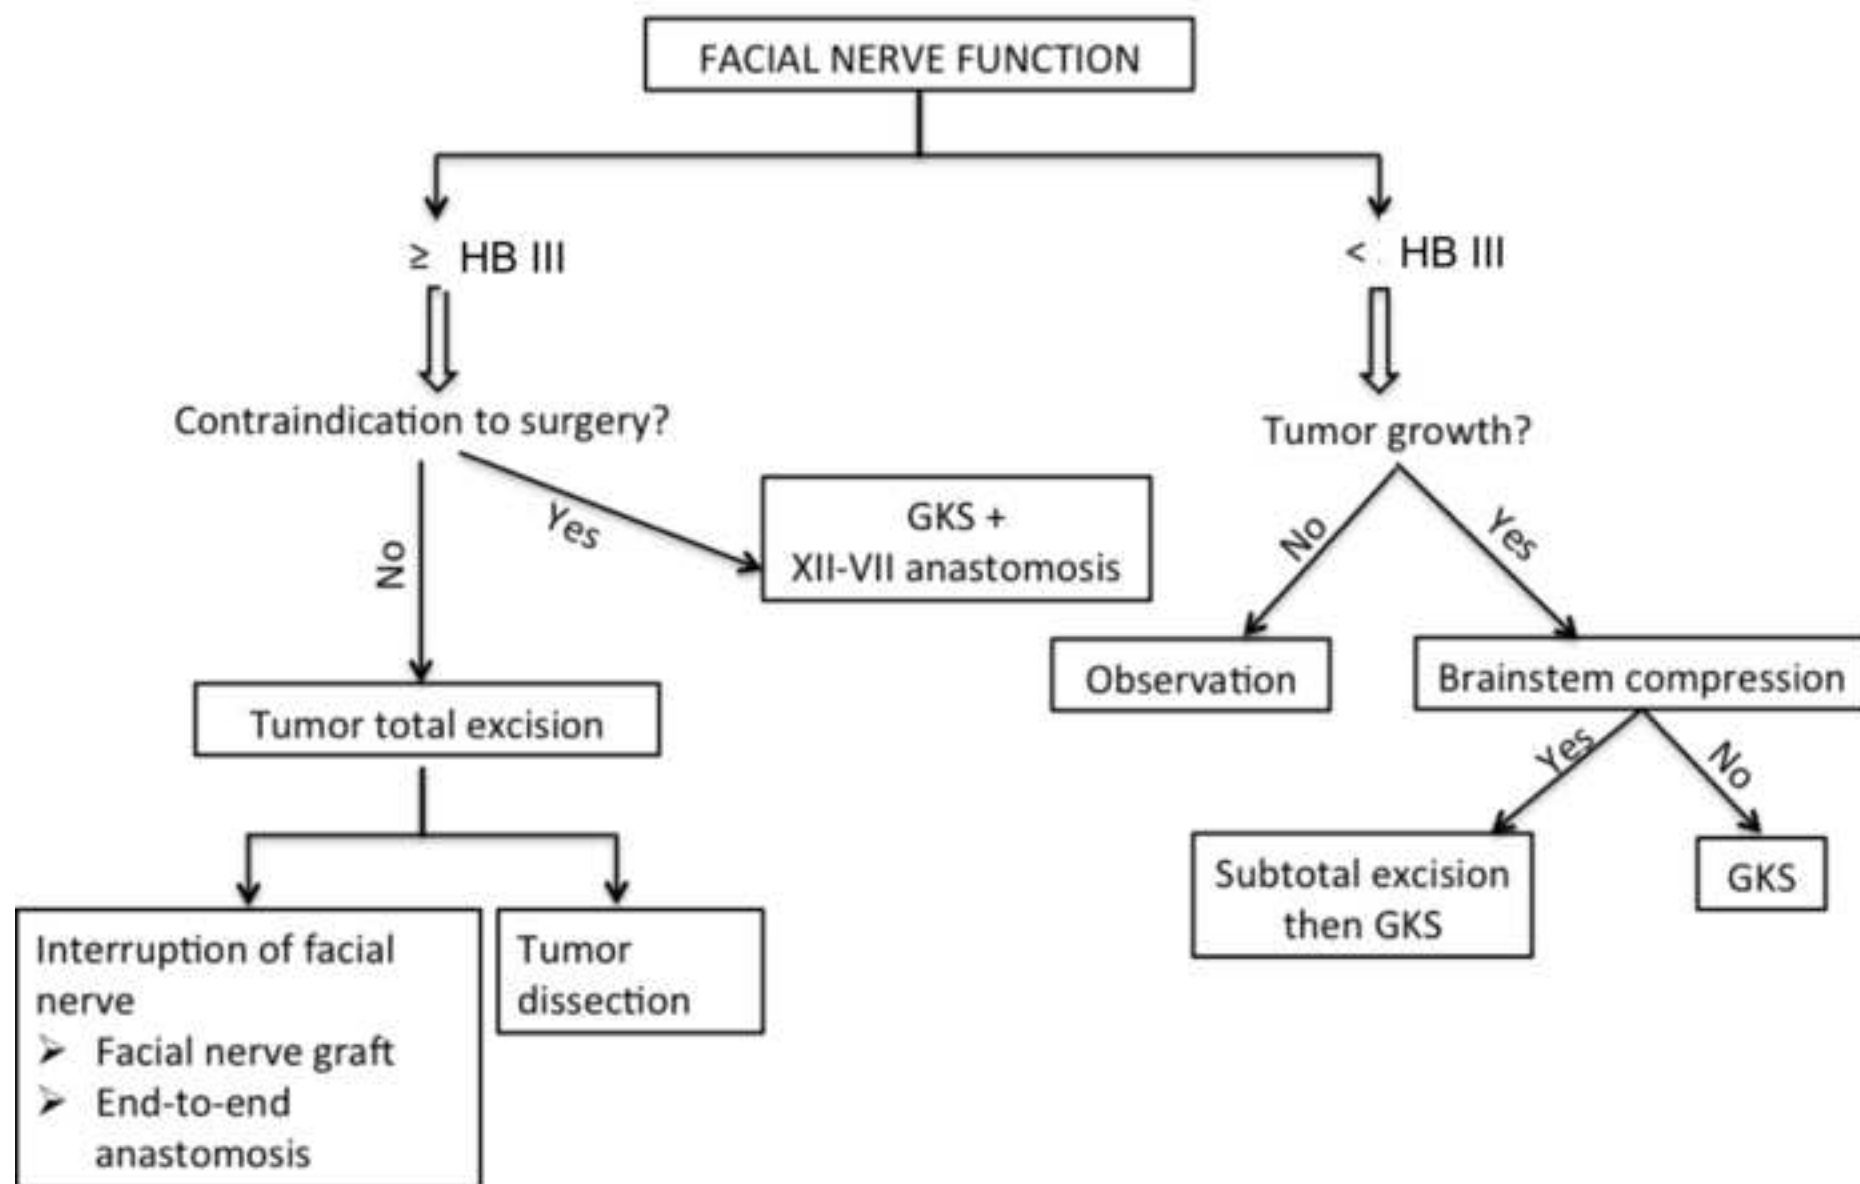 FACIAL NERVE FUNCTION
≥ HB III
< HB III
Contraindication to surgery?
Tumor growth?
No
Yes
GKS +
XII-VII anastomosis
No
Yes
Observation
Brainstem compression
Tumor total excision
Yes
No
Subtotal excision
then GKS
GKS
Interruption of facial
nerve
➢ Facial nerve graft
➢ End-to-end
anastomosis
Tumor
dissection